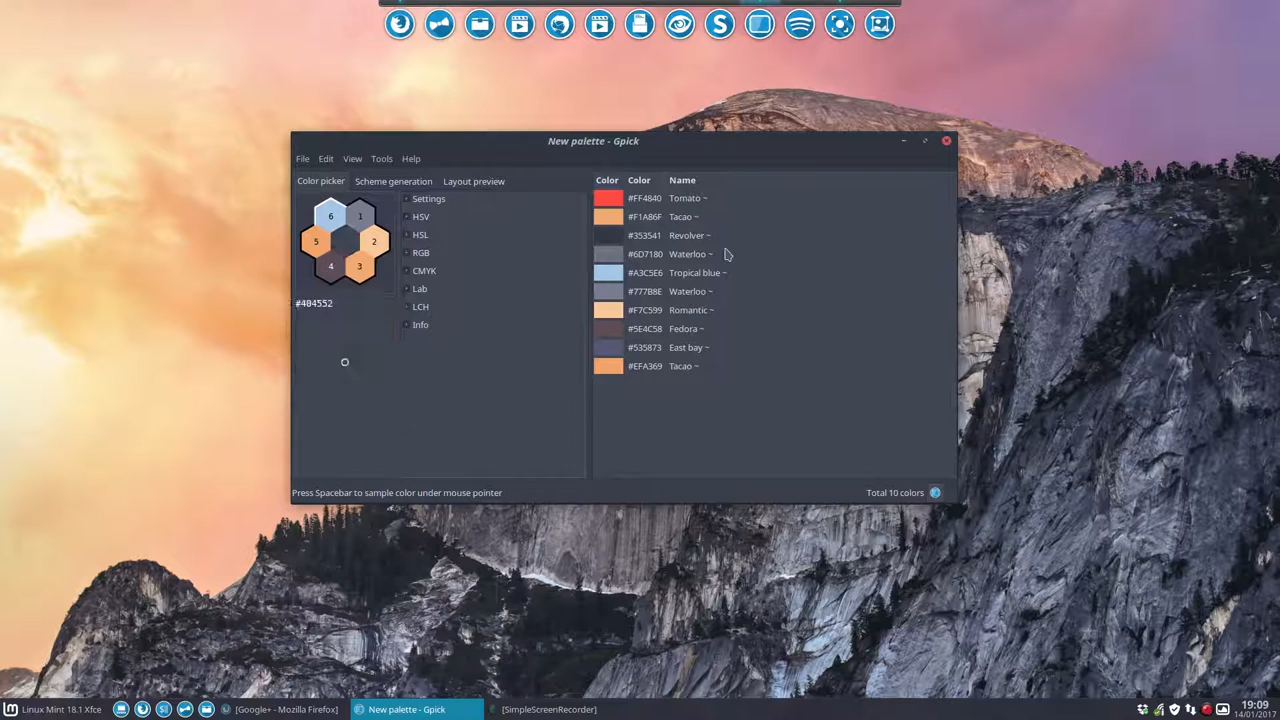 New palette - Gpick
File Edit View Tools Help
Color picker Scheme generation Layout preview
6 1
5 2
4 3
#404552
Settings
HSV
HSL
RGB
CMYK
Lab
LCH
Info
Color Color Name
#FF4840 Tomato ~
#F1A86F Tacao ~
#353541 Revolver ~
#6D7180 Waterloo ~
#A3C5E6 Tropical blue ~
#777B8E Waterloo ~
#F7C599 Romantic ~
#5E4C58 Fedora ~
#535873 East bay ~
#EFA369 Tacao ~
Press Spacebar to sample color under mouse pointer
Total 10 colors
Linux Mint 18.1 Xfce
[Google+ - Mozilla Firefox]
New palette - Gpick
[SimpleScreenRecorder]
19:09
14/01/2017